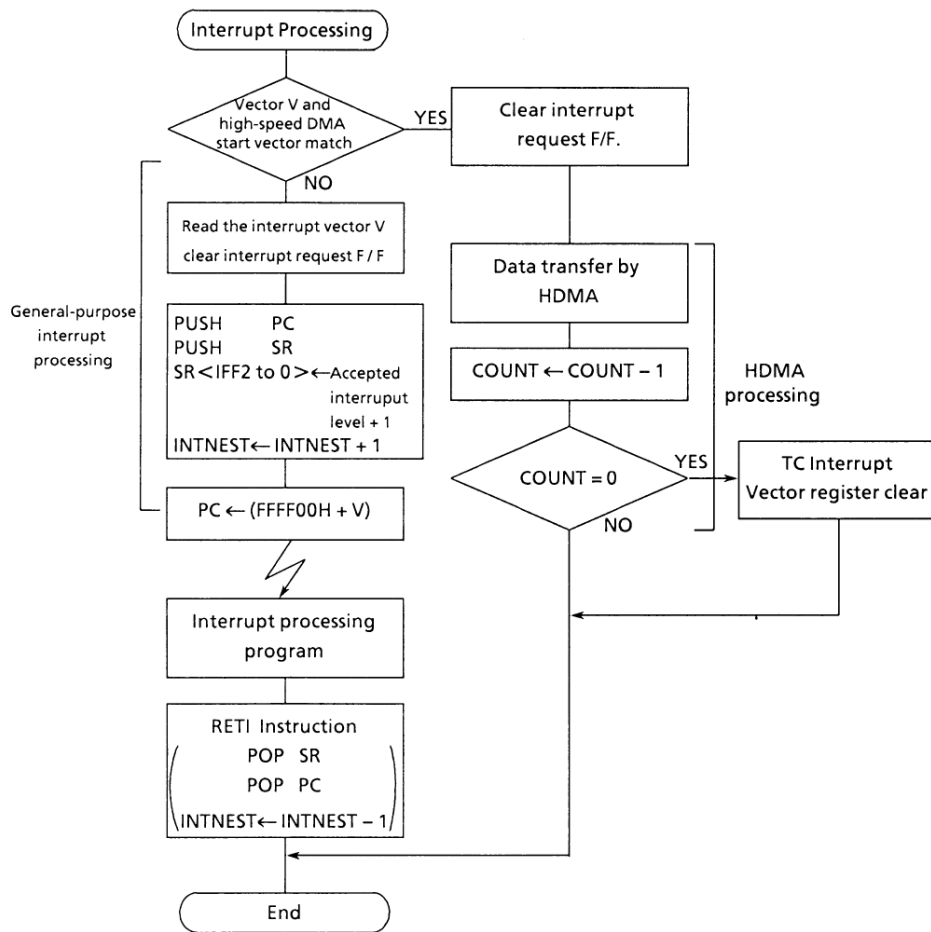 Interrupt Processing
Vector V and
high-speed DMA
start vector match
YES
Clear interrupt
request F/F.
NO
Read the interrupt vector V
clear interrupt request F / F
General-purpose
interrupt
processing
PUSH PC
PUSH SR
SR<IFF2 to 0>←Accepted
interruput
level + 1
INTNEST← INTNEST + 1
PC ← (FFFF00H + V)
Data transfer by
HDMA
COUNT ← COUNT – 1
HDMA
processing
COUNT = 0
YES
NO
TC Interrupt
Vector register clear
Interrupt processing
program
RETI Instruction
POP SR
POP PC
INTNEST← INTNEST – 1
End